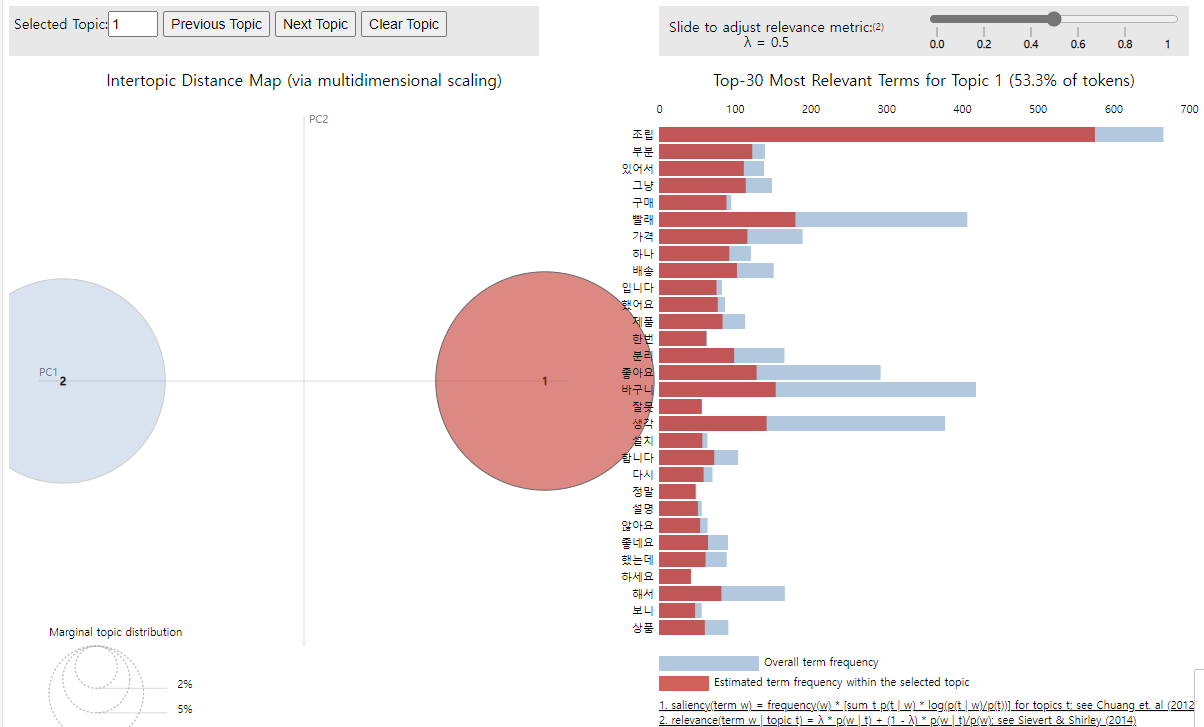 Selected Topic: 1 Previous Topic Next Topic Clear Topic
Slide to adjust relevance metric:(2)
λ = 0.5
0.0 0.2 0.4 0.6 0.8 1
Intertopic Distance Map (via multidimensional scaling)
PC2
PC1
2
1
Marginal topic distribution
2%
5%
Top-30 Most Relevant Terms for Topic 1 (53.3% of tokens)
0 100 200 300 400 500 600 700
조립
부분
있어서
그냥
구매
빨래
가격
하나
배송
입니다
했어요
제품
한번
분리
좋아요
바구니
잘못
생각
설치
합니다
다시
정말
설명
않아요
좋네요
했는데
하세요
해서
보니
상품
Overall term frequency
Estimated term frequency within the selected topic
1. saliency(term w) = frequency(w) * [sum_t p(t | w) * log(p(t | w)/p(t))] for topics t; see Chuang et. al (2012
2. relevance(term w | topic t) = λ * p(w | t) + (1 - λ) * p(w | t)/p(w); see Sievert & Shirley (2014)